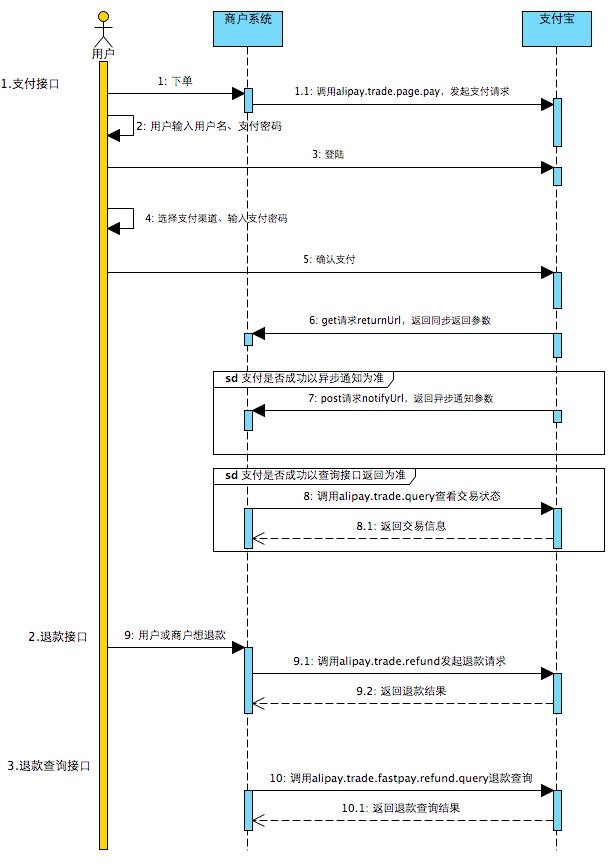 商户系统
支付宝
用户
1.支付接口
1: 下单
1.1: 调用alipay.trade.page.pay，发起支付请求
2: 用户输入用户名、支付密码
3: 登陆
4: 选择支付渠道、输入支付密码
5: 确认支付
6: get请求returnUrl，返回同步返回参数
sd 支付是否成功以异步通知为准
7: post请求notifyUrl，返回异步通知参数
sd 支付是否成功以查询接口返回为准
8: 调用alipay.trade.query查看交易状态
8.1: 返回交易信息
2.退款接口
9: 用户或商户想退款
9.1: 调用alipay.trade.refund发起退款请求
9.2: 返回退款结果
3.退款查询接口
10: 调用alipay.trade.fastpay.refund.query退款查询
10.1: 返回退款查询结果